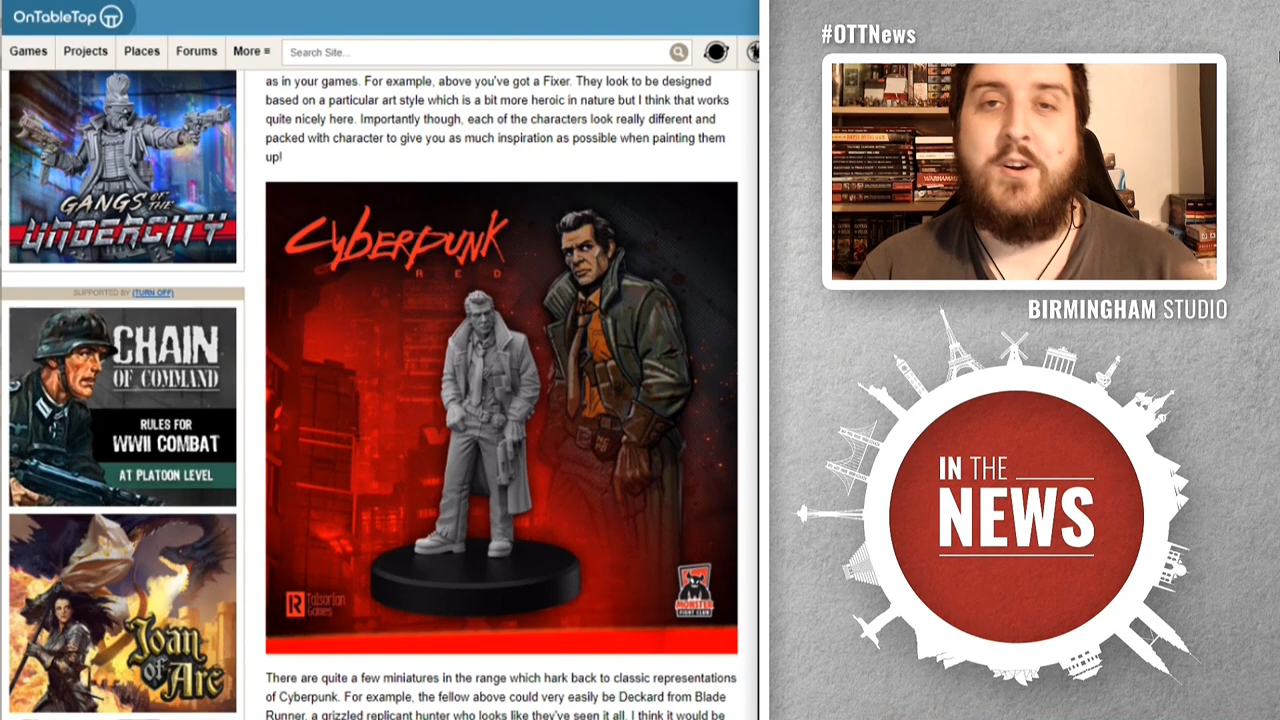 OnTableTop
Games
Projects
Places
Forums
More ≡
Search Site...
as in your games. For example, above you've got a Fixer. They look to be designed
based on a particular art style which is a bit more heroic in nature but I think that works
quite nicely here. Importantly though, each of the characters look really different and
packed with character to give you as much inspiration as possible when painting them
up!
GANGS OF THE
UNDERCITY
SUPPORTED BY (TURN OFF)
CHAIN
OF COMMAND
RULES FOR
WWII COMBAT
AT PLATOON LEVEL
Joan
of Arc
CYBERPUNK
RED
R Talsorian
Games
MONSTER
FIGHT CLUB
There are quite a few miniatures in the range which hark back to classic representations
of Cyberpunk. For example, the fellow above could very easily be Deckard from Blade
Runner, a grizzled replicant hunter who looks like they've seen it all. I think it would be
#OTTNews
WARHAMMER
BIRMINGHAM STUDIO
IN THE
NEWS